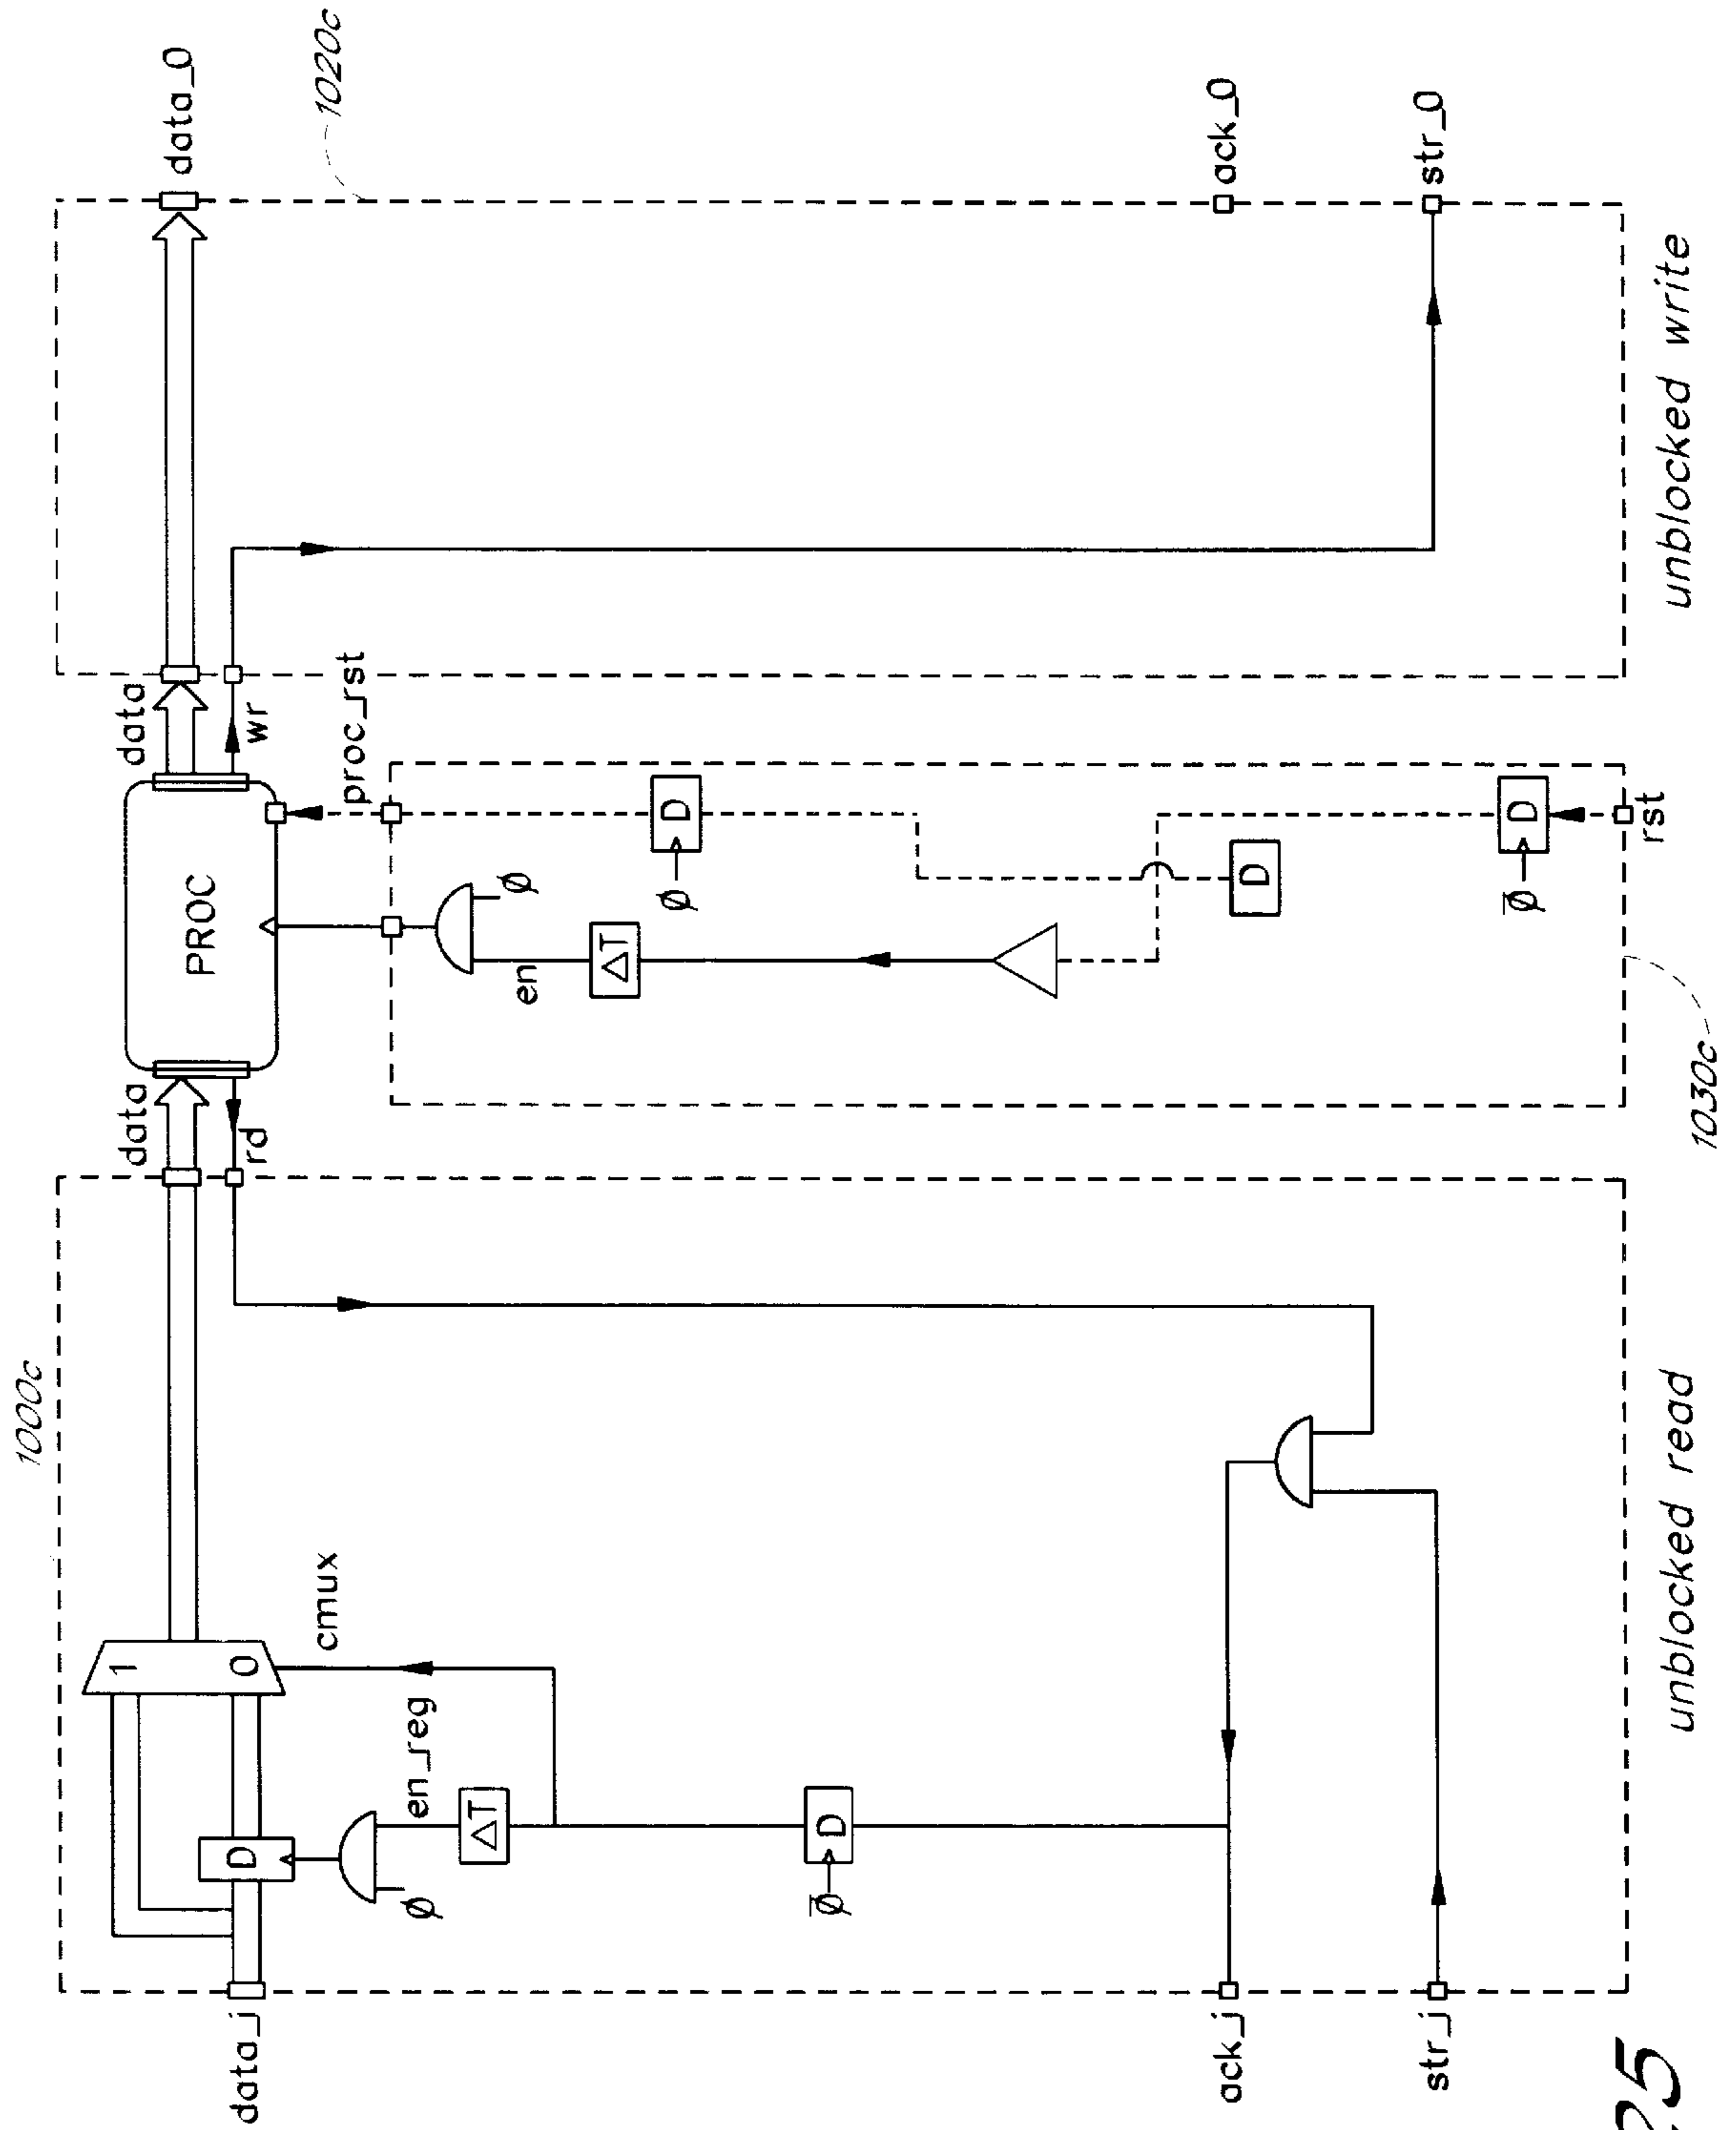 1000c
1020c
data_j
D
1
0
cmux
en_reg
ΔT
Ø
D
Ø̅
ack_j
str_j
unblocked read
data
rd
PROC
data
wr
proc_rst
Ø
en
ΔT
D
Ø
D
D
Ø̅
rst
1030c
data_0
ack_0
str_0
unblocked write
25